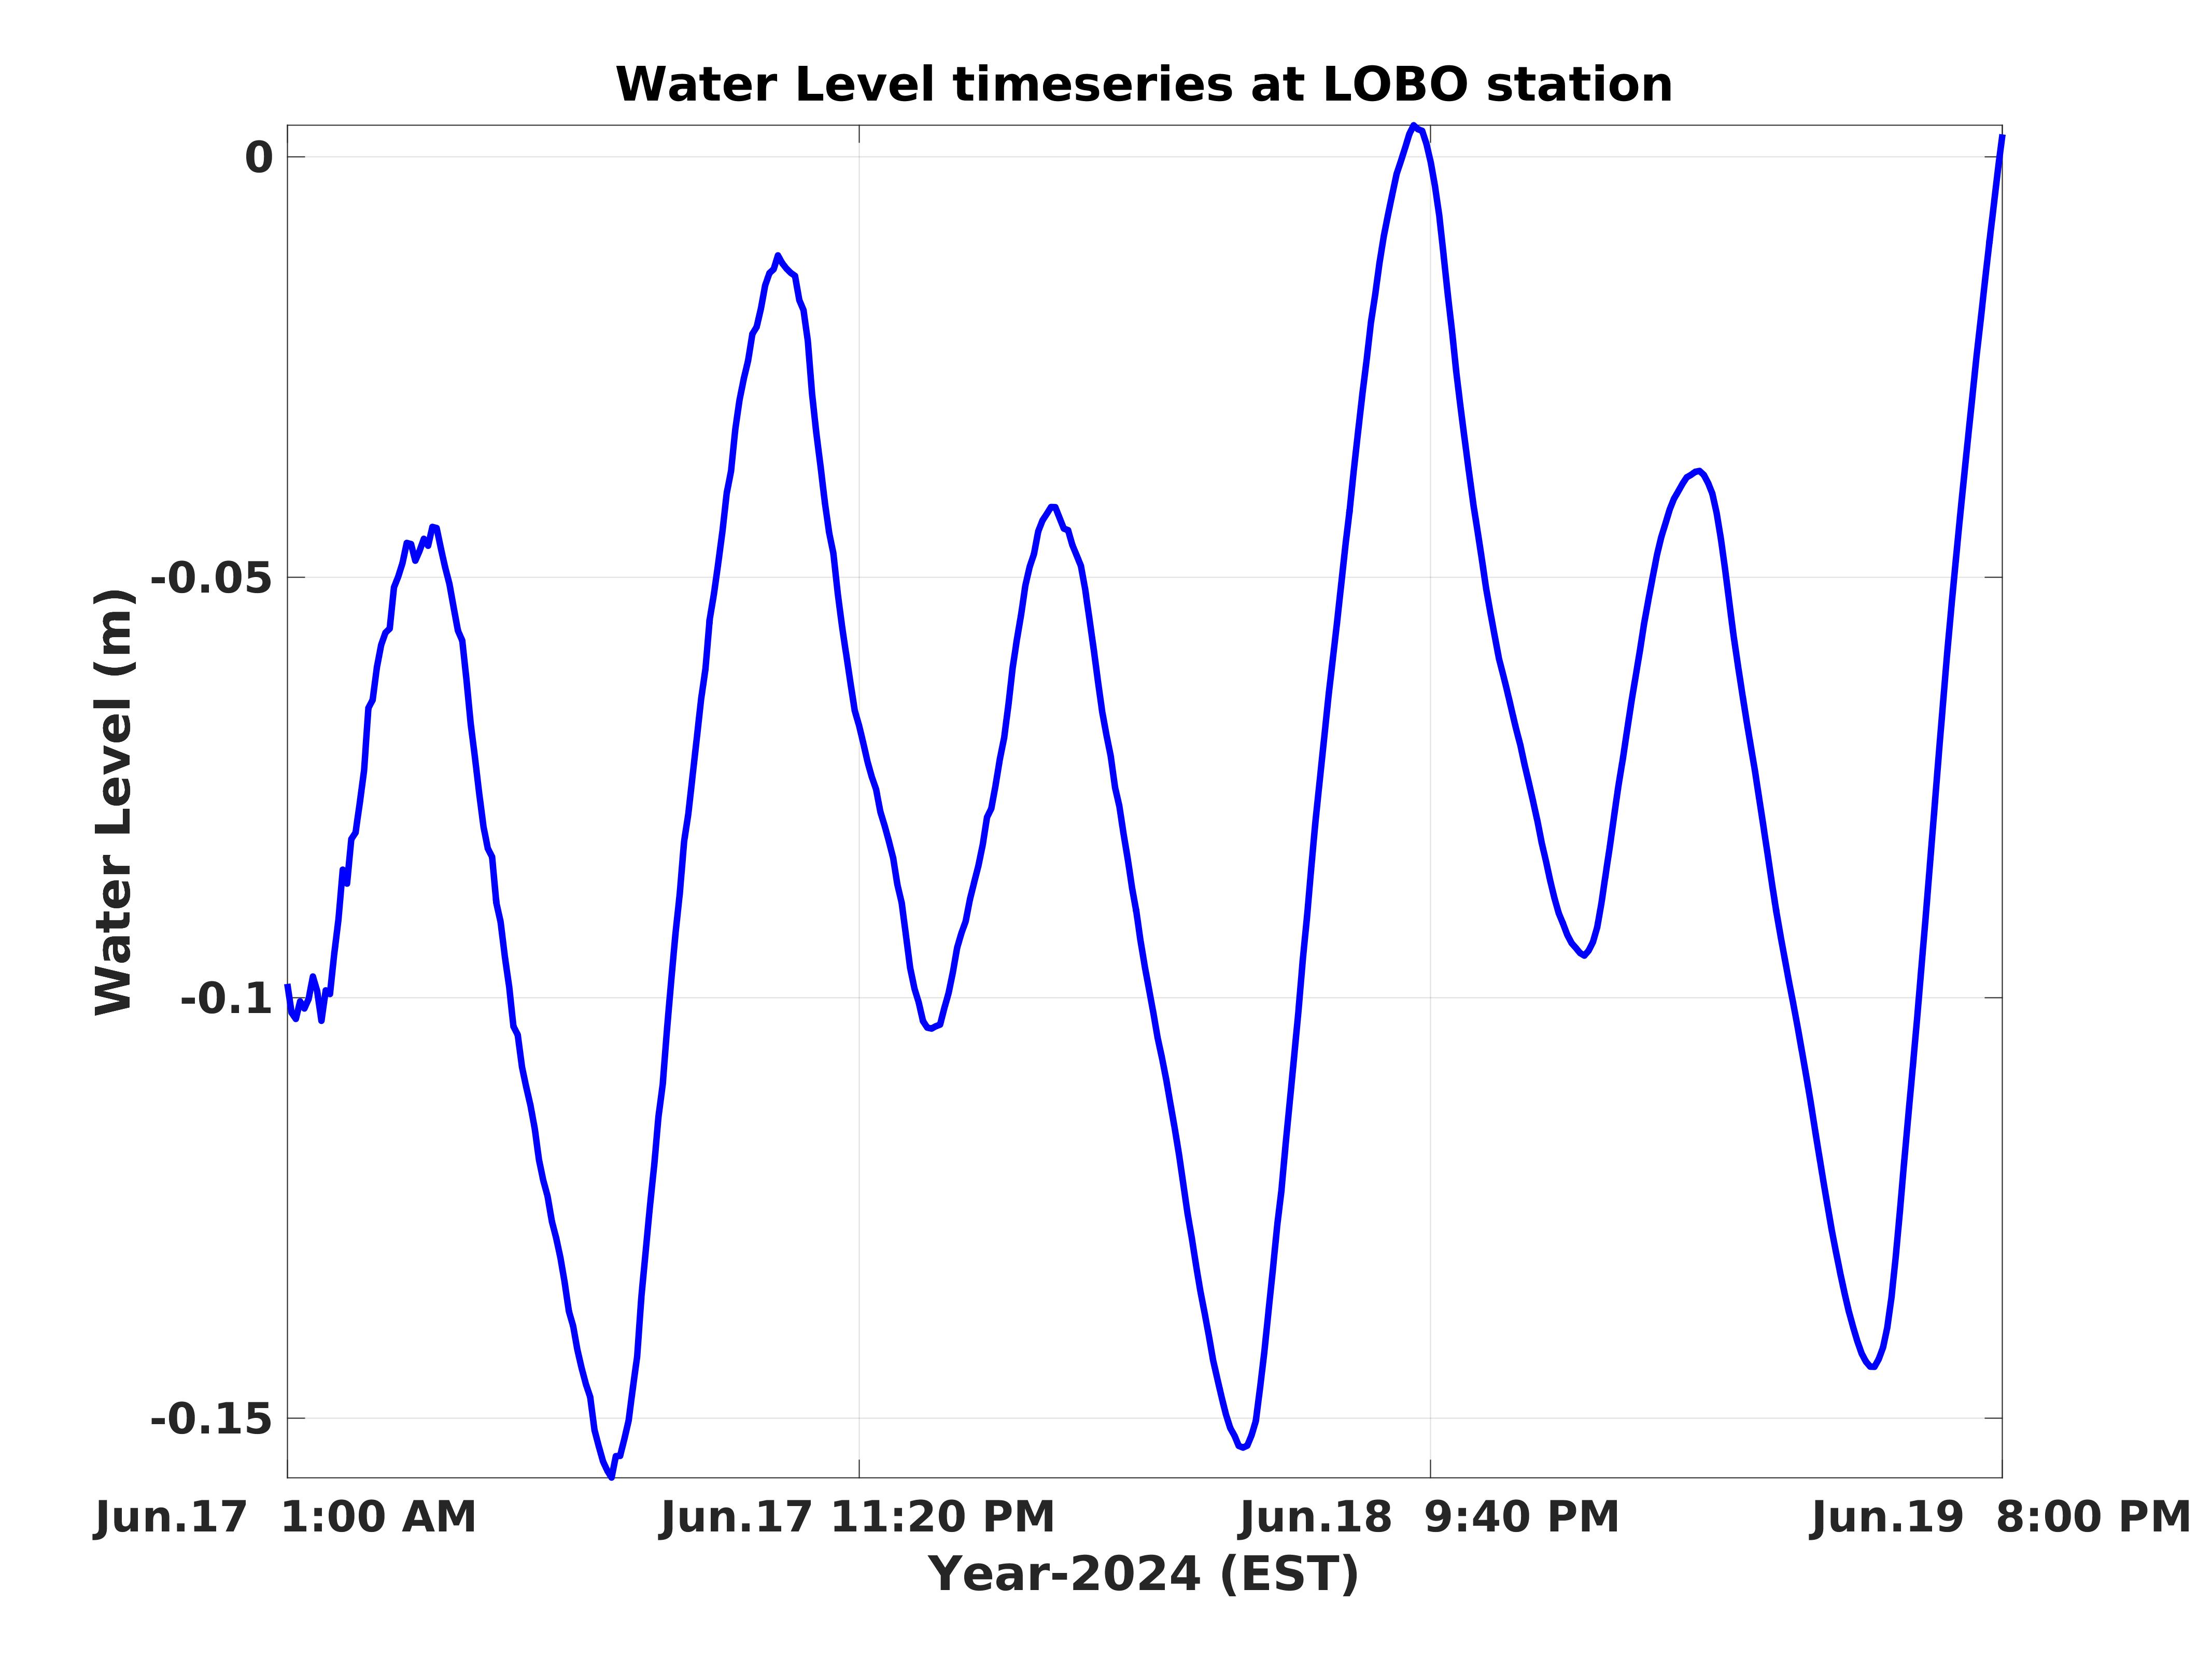 Water Level timeseries at LOBO station
0
-0.05
-0.1
-0.15
Water Level (m)
Jun.17  1:00 AM
Jun.17 11:20 PM
Jun.18  9:40 PM
Jun.19  8:00 PM
Year-2024 (EST)